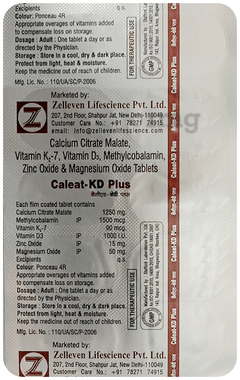 Excipients q.s.
Colour: Ponceau 4R
Appropriate overages of vitamins added
to compensate loss on storage.
Dosage : Adult : One tablet a day or as
directed by the Physician.
Storage : Store in a cool, dry & dark place.
Protect from light, heat & moisture.
Keep the medicine out of reach of children.
Mfg. Lic. No. : 110/UA/SC/P-2006
FOR THERAPEUTIC USE
GMP
Marketed by:
Zelleven Lifescience Pvt. Ltd.
207, 2nd Floor, Shahpur Jat, New Delhi-110049
Customer Care No.: +91 78271 74915
email: info@zellevenlifescience.com
Calcium Citrate Malate,
Vitamin K₂-7, Vitamin D₃, Methylcobalamin,
Zinc Oxide & Magnesium Oxide Tablets
Caleat-KD Plus
Each film coated tablet contains
Calcium Citrate Malate 1250 mg.
Methylcobalamin IP 1500 mcg.
Vitamin K₂-7 90 mcg.
Vitamin D3 IP 1000 I.U.
Zinc Oxide IP 15 mg.
Magnesium Oxide IP 50 mg.
Excipients q.s.
Colour: Ponceau 4R
Appropriate overages of vitamins added
to compensate loss on storage.
Dosage : Adult : One tablet a day or as
directed by the Physician.
Storage : Store in a cool, dry & dark place.
Protect from light, heat & moisture.
Keep the medicine out of reach of children.
Mfg. Lic. No. : 110/UA/SC/P-2006
FOR THERAPEUTIC USE
GMP
Caleat-KD Plus
Marketed by:
Zelleven Lifescience Pvt. Ltd.
207, 2nd Floor, Shahpur Jat, New Delhi-110049
Customer Care No.: +91 78271 74915